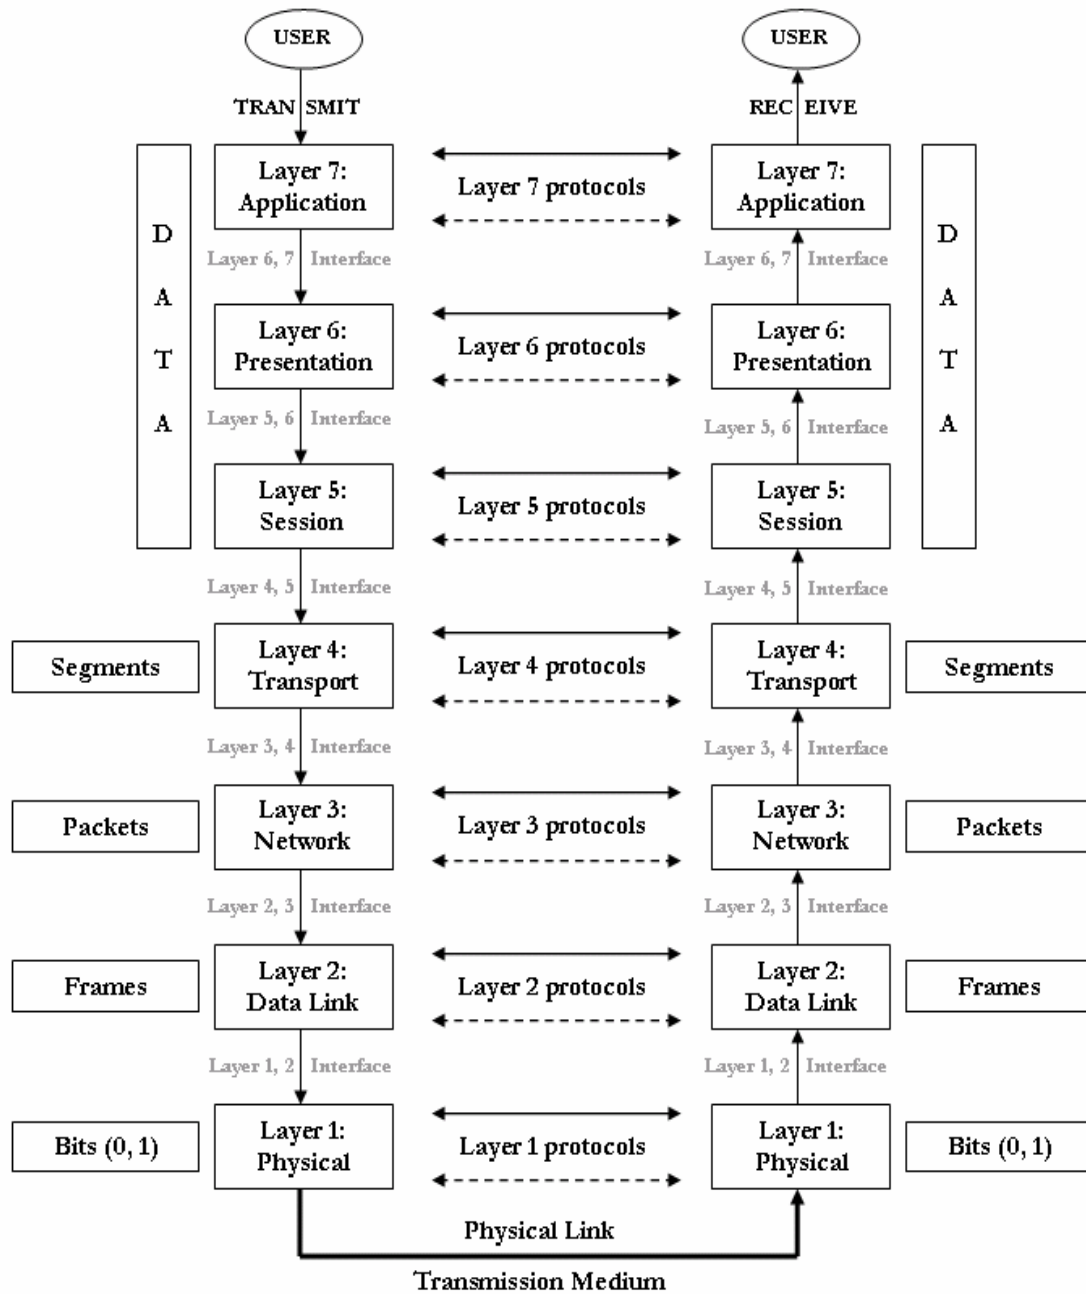 USER USER
TRANSMIT RECEIVE
Layer 7: Layer 7:
Application Layer 7 protocols Application
Layer 6, 7 Interface Layer 6, 7 Interface
D D
A A
T T
A A
Layer 6: Layer 6:
Presentation Layer 6 protocols Presentation
Layer 5, 6 Interface Layer 5, 6 Interface
Layer 5: Layer 5:
Session Layer 5 protocols Session
Layer 4, 5 Interface Layer 4, 5 Interface
Layer 4: Layer 4:
Segments Transport Layer 4 protocols Transport Segments
Layer 3, 4 Interface Layer 3, 4 Interface
Layer 3: Layer 3:
Packets Network Layer 3 protocols Network Packets
Layer 2, 3 Interface Layer 2, 3 Interface
Layer 2: Layer 2:
Frames Data Link Layer 2 protocols Data Link Frames
Layer 1, 2 Interface Layer 1, 2 Interface
Layer 1: Layer 1:
Bits (0, 1) Physical Layer 1 protocols Physical Bits (0, 1)
Physical Link
Transmission Medium